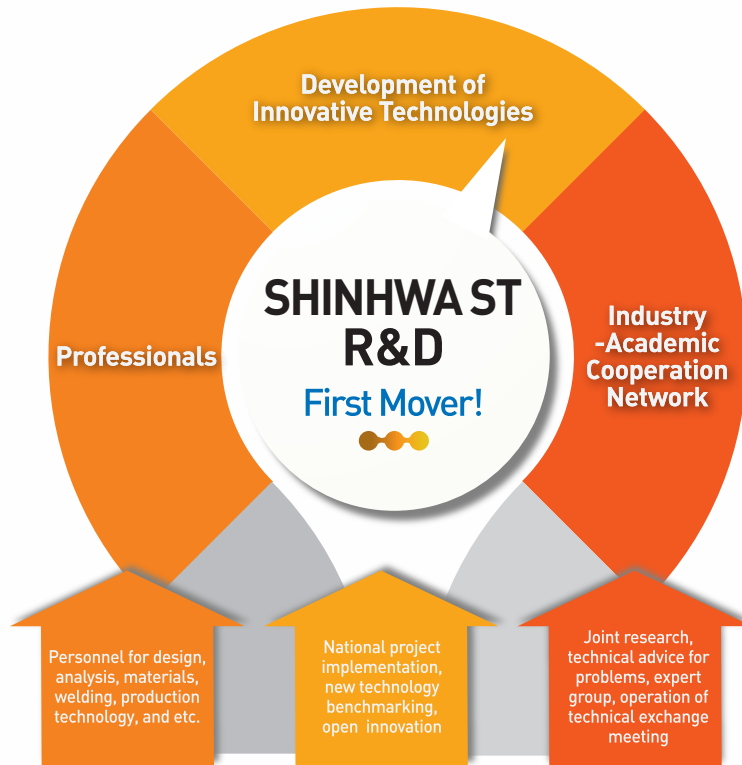 Development of
Innovative Technologies
Professionals
SHINHWA ST
R&D
First Mover!
Industry
-Academic
Cooperation
Network
Personnel for design,
analysis, materials,
welding, production
technology, and etc.
National project
implementation,
new technology
benchmarking,
open innovation
Joint research,
technical advice for
problems, expert
group, operation of
technical exchange
meeting